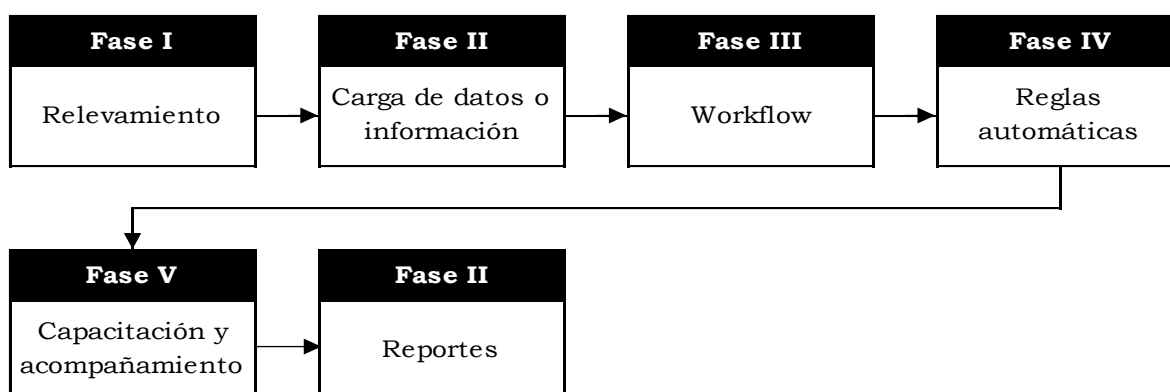 Fase I
Relevamiento
Fase II
Carga de datos o
información
Fase III
Workflow
Fase IV
Reglas
automáticas
Fase V
Capacitación y
acompañamiento
Fase II
Reportes